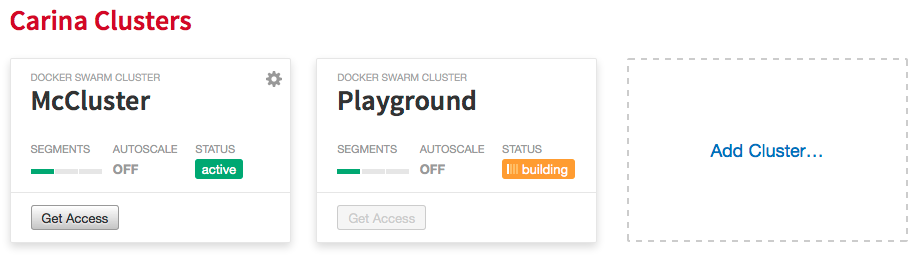 Carina Clusters
DOCKER SWARM CLUSTER
McCluster
SEGMENTS AUTOSCALE STATUS
OFF active
Get Access
DOCKER SWARM CLUSTER
Playground
SEGMENTS AUTOSCALE STATUS
OFF building
Get Access
Add Cluster...